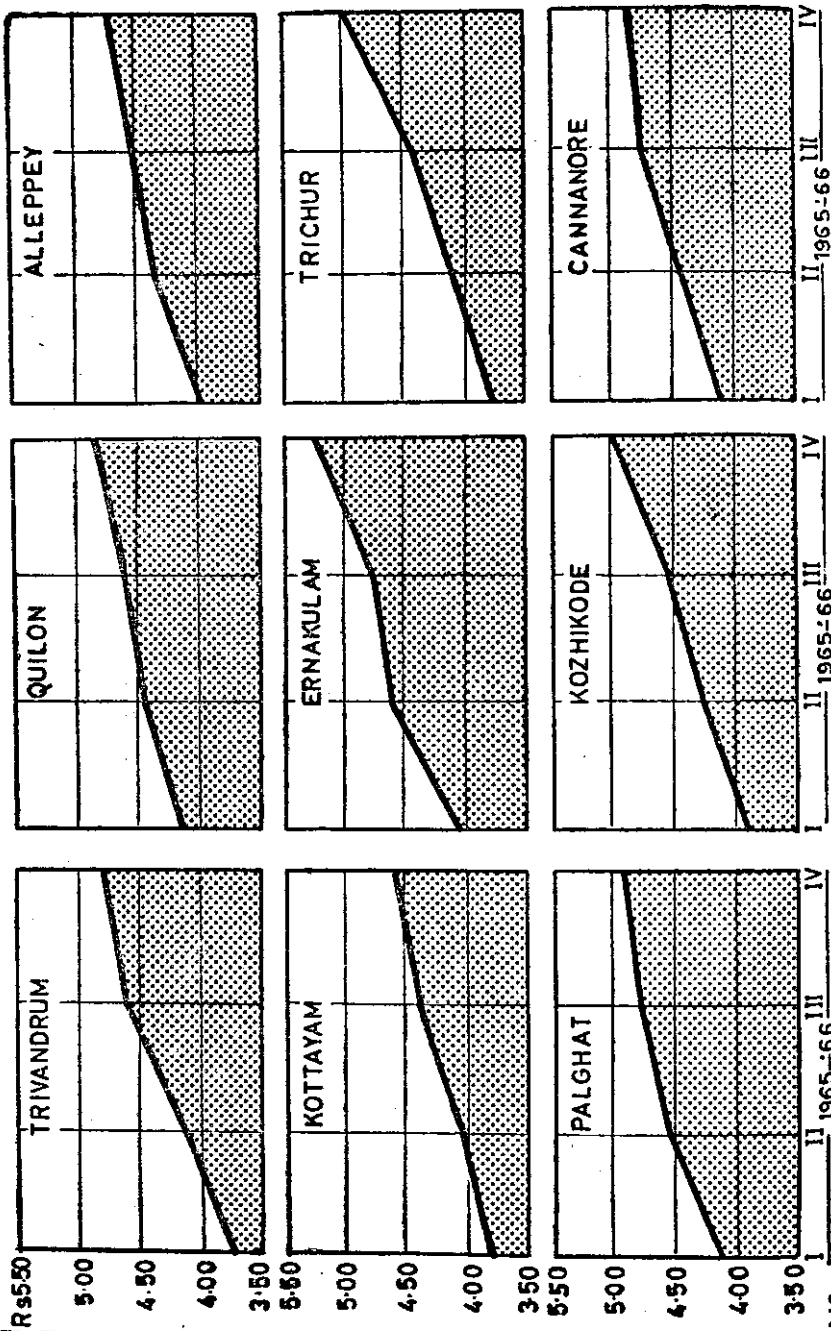 Rs5·50
5·00
4·50
4·00
3·50
TRIVANDRUM
QUILON
ALLEPPEY
5·50
5·00
4·50
4·00
3·50
KOTTAYAM
ERNAKULAM
TRICHUR
5·50
5·00
4·50
4·00
3·50
PALGHAT
KOZHIKODE
CANNANORE
I II III IV
1965-66
I II III IV
1965-66
I II III IV
1965-66